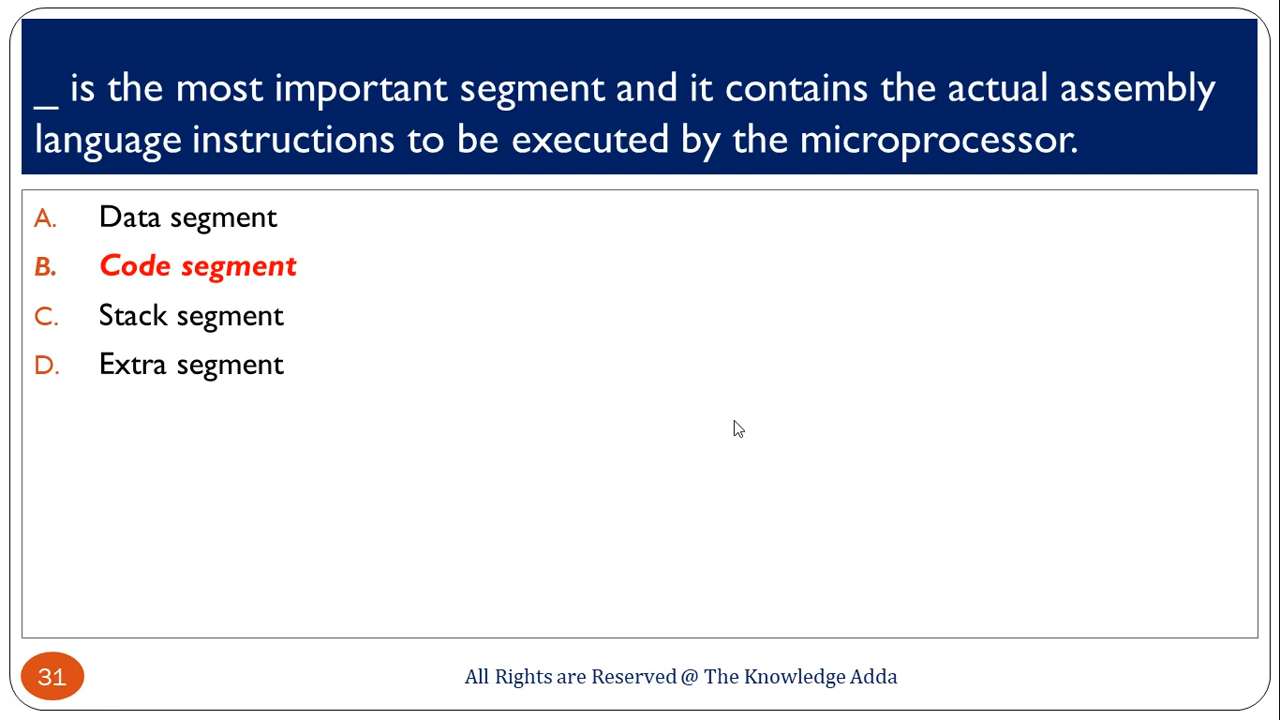 _ is the most important segment and it contains the actual assembly
language instructions to be executed by the microprocessor.
A. Data segment
B. Code segment
C. Stack segment
D. Extra segment
31
All Rights are Reserved @ The Knowledge Adda